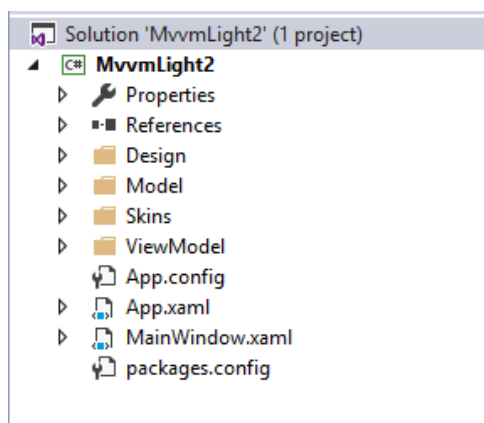 Solution 'MvvmLight2' (1 project)
C# MvvmLight2
Properties
References
Design
Model
Skins
ViewModel
App.config
App.xaml
MainWindow.xaml
packages.config